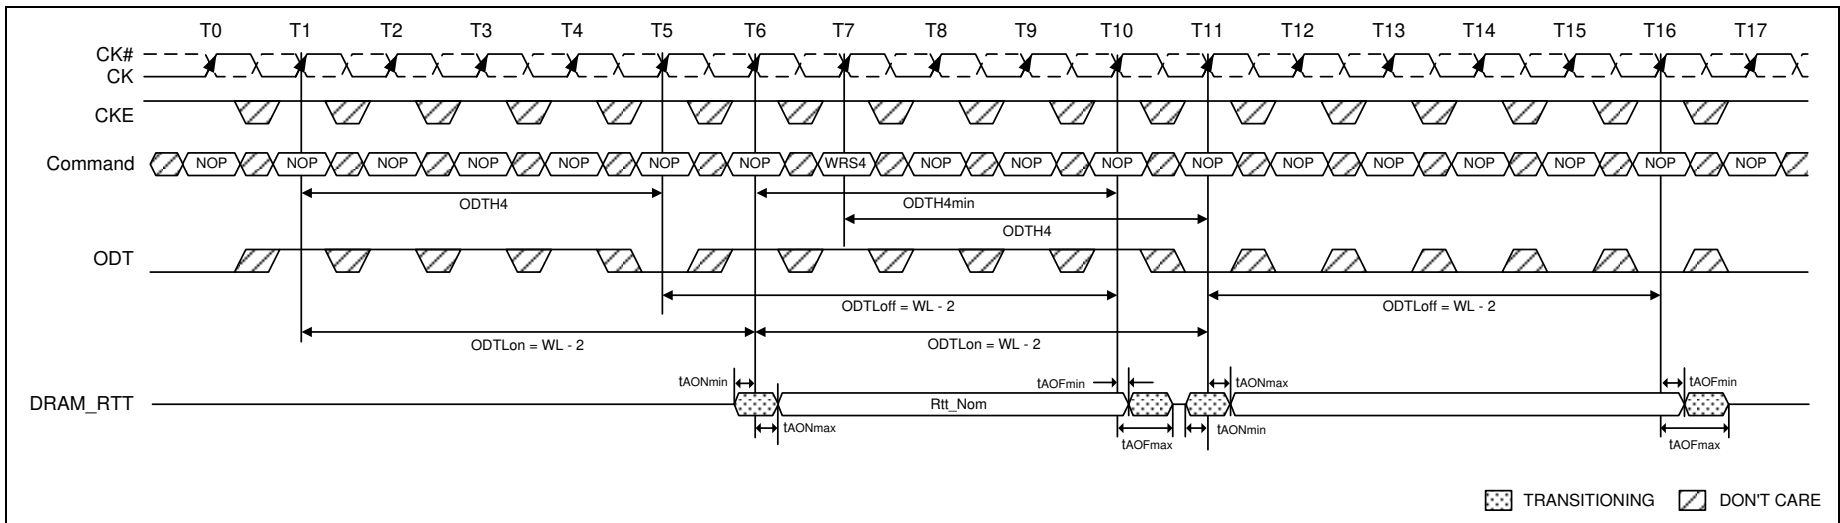 T0 T1 T2 T3 T4 T5 T6 T7 T8 T9 T10 T11 T12 T13 T14 T15 T16 T17
CK#
CK
CKE
Command NOP NOP NOP NOP NOP NOP NOP WRS4 NOP NOP NOP NOP NOP NOP NOP NOP NOP NOP
ODTH4 ODTH4min
ODTH4
ODT
ODTLoff = WL - 2 ODTLoff = WL - 2
ODTLon = WL - 2 ODTLon = WL - 2
tAONmin tAOFmin tAONmax tAOFmin
DRAM_RTT Rtt_Nom
tAONmax tAOFmax tAONmin tAOFmax
TRANSITIONING DON'T CARE